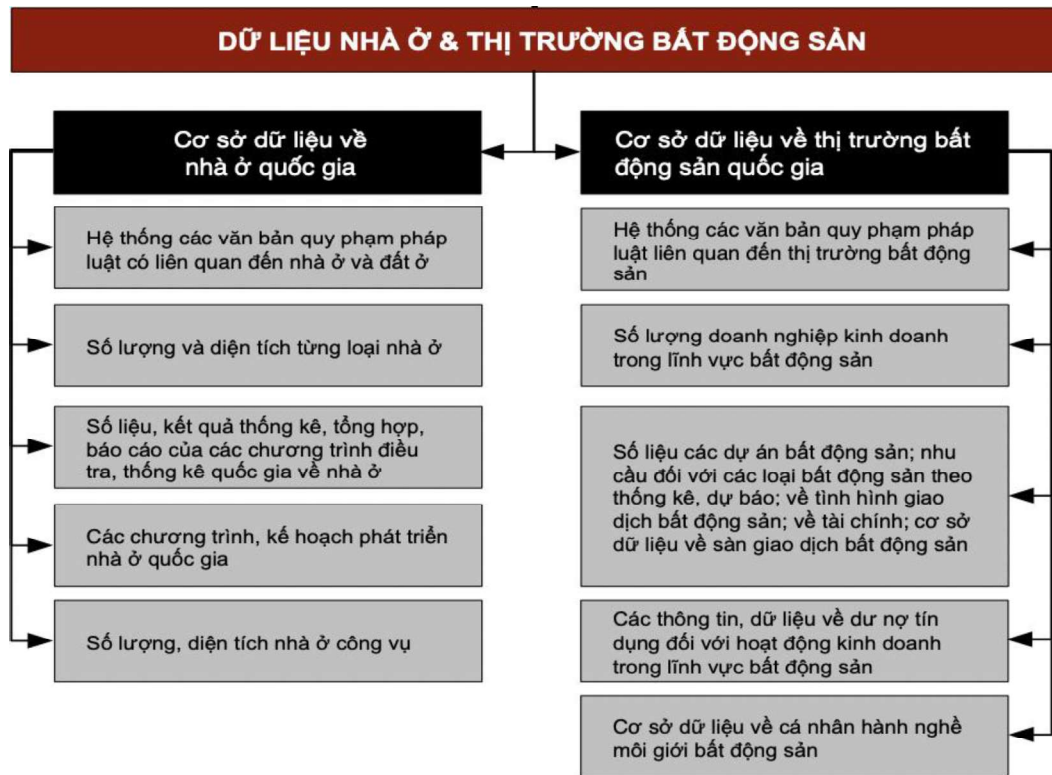 DỮ LIỆU NHÀ Ở & THỊ TRƯỜNG BẤT ĐỘNG SẢN
Cơ sở dữ liệu về
nhà ở quốc gia
Hệ thống các văn bản quy phạm pháp
luật có liên quan đến nhà ở và đất ở
Số lượng và diện tích từng loại nhà ở
Số liệu, kết quả thống kê, tổng hợp,
báo cáo của các chương trình điều
tra, thống kê quốc gia về nhà ở
Các chương trình, kế hoạch phát triển
nhà ở quốc gia
Số lượng, diện tích nhà ở công vụ
Cơ sở dữ liệu về thị trường bất
động sản quốc gia
Hệ thống các văn bản quy phạm pháp
luật liên quan đến thị trường bất động
sản
Số lượng doanh nghiệp kinh doanh
trong lĩnh vực bất động sản
Số liệu các dự án bất động sản; nhu
cầu đối với các loại bất động sản theo
thống kê, dự báo; về tình hình giao
dịch bất động sản; về tài chính; cơ sở
dữ liệu về sàn giao dịch bất động sản
Các thông tin, dữ liệu về dư nợ tín
dụng đối với hoạt động kinh doanh
trong lĩnh vực bất động sản
Cơ sở dữ liệu về cá nhân hành nghề
môi giới bất động sản